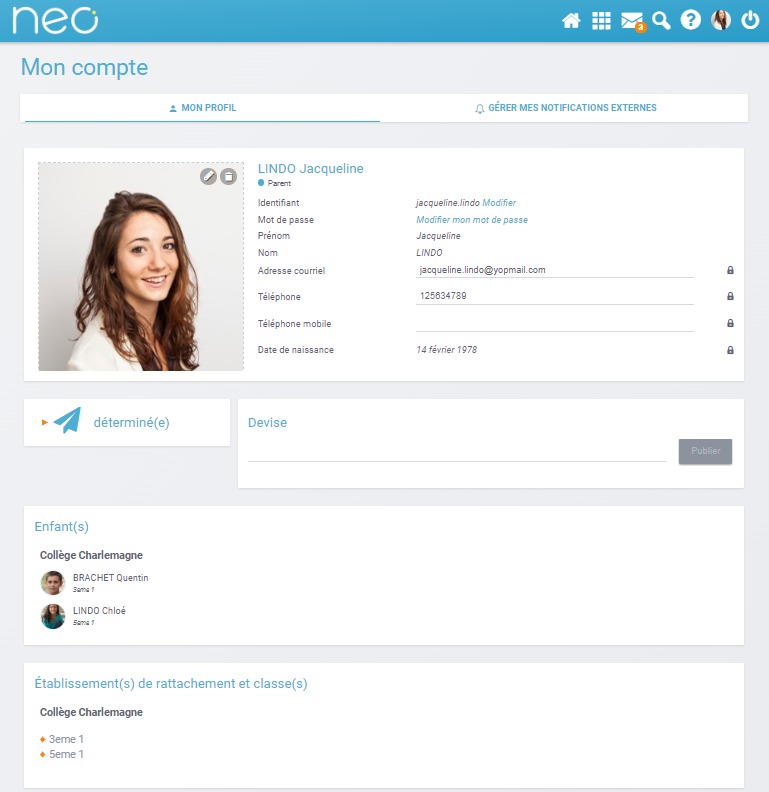 neo
3
?
Mon compte
MON PROFIL
GÉRER MES NOTIFICATIONS EXTERNES
LINDO Jacqueline
Parent
Identifiant jacqueline.lindo Modifier
Mot de passe Modifier mon mot de passe
Prénom Jacqueline
Nom LINDO
Adresse courriel jacqueline.lindo@yopmail.com
Téléphone 125634789
Téléphone mobile
Date de naissance 14 février 1978
déterminé(e)
Devise
Publier
Enfant(s)
Collège Charlemagne
BRACHET Quentin
3eme 1
LINDO Chloé
5eme 1
Établissement(s) de rattachement et classe(s)
Collège Charlemagne
3eme 1
5eme 1